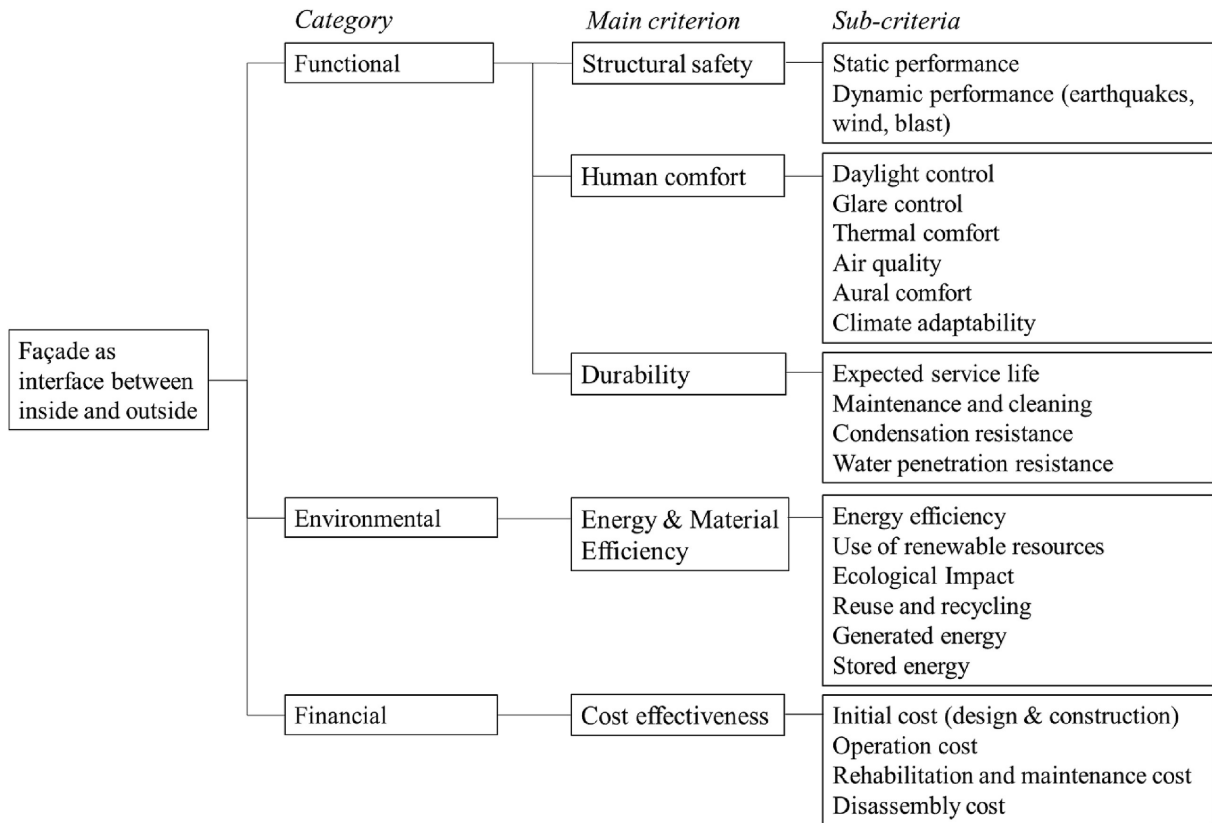 Category
Main criterion
Sub-criteria
Façade as
interface between
inside and outside
Functional
Structural safety
Static performance
Dynamic performance (earthquakes,
wind, blast)
Human comfort
Daylight control
Glare control
Thermal comfort
Air quality
Aural comfort
Climate adaptability
Durability
Expected service life
Maintenance and cleaning
Condensation resistance
Water penetration resistance
Environmental
Energy & Material
Efficiency
Energy efficiency
Use of renewable resources
Ecological Impact
Reuse and recycling
Generated energy
Stored energy
Financial
Cost effectiveness
Initial cost (design & construction)
Operation cost
Rehabilitation and maintenance cost
Disassembly cost